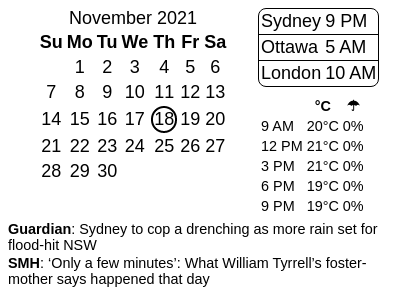 November 2021
Su Mo Tu We Th Fr Sa
1 2 3 4 5 6
7 8 9 10 11 12 13
14 15 16 17 18 19 20
21 22 23 24 25 26 27
28 29 30
Sydney 9 PM
Ottawa 5 AM
London 10 AM
°C ☂
9 AM 20°C 0%
12 PM 21°C 0%
3 PM 21°C 0%
6 PM 19°C 0%
9 PM 19°C 0%
Guardian: Sydney to cop a drenching as more rain set for
flood-hit NSW
SMH: ‘Only a few minutes’: What William Tyrrell’s foster-
mother says happened that day